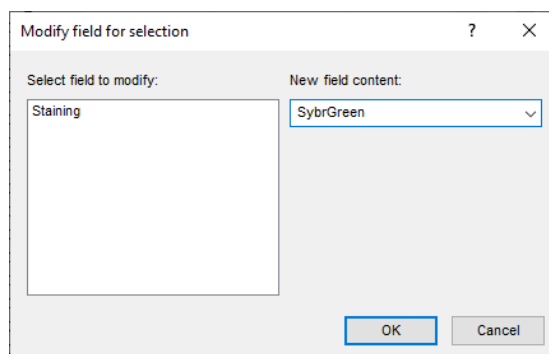 Modify field for selection ?
Select field to modify: New field content:
Staining SybrGreen
OK Cancel